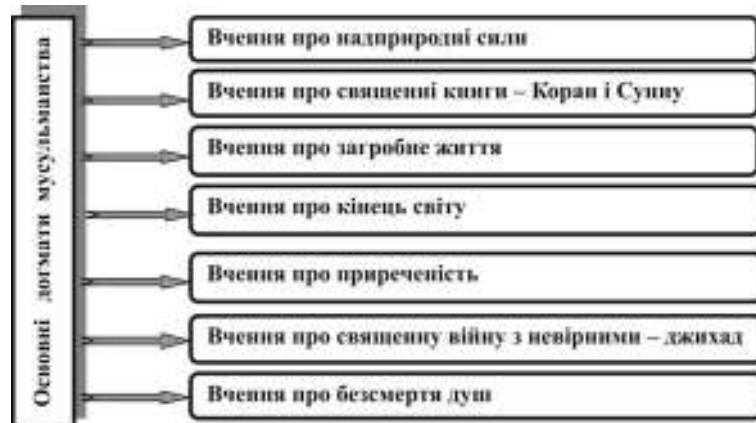 Основні догмати мусульманства
Вчення про надприродні сили
Вчення про священні книги – Коран і Сунну
Вчення про загробне життя
Вчення про кінець світу
Вчення про приреченість
Вчення про священну війну з невірними – джихад
Вчення про безсмертя душ